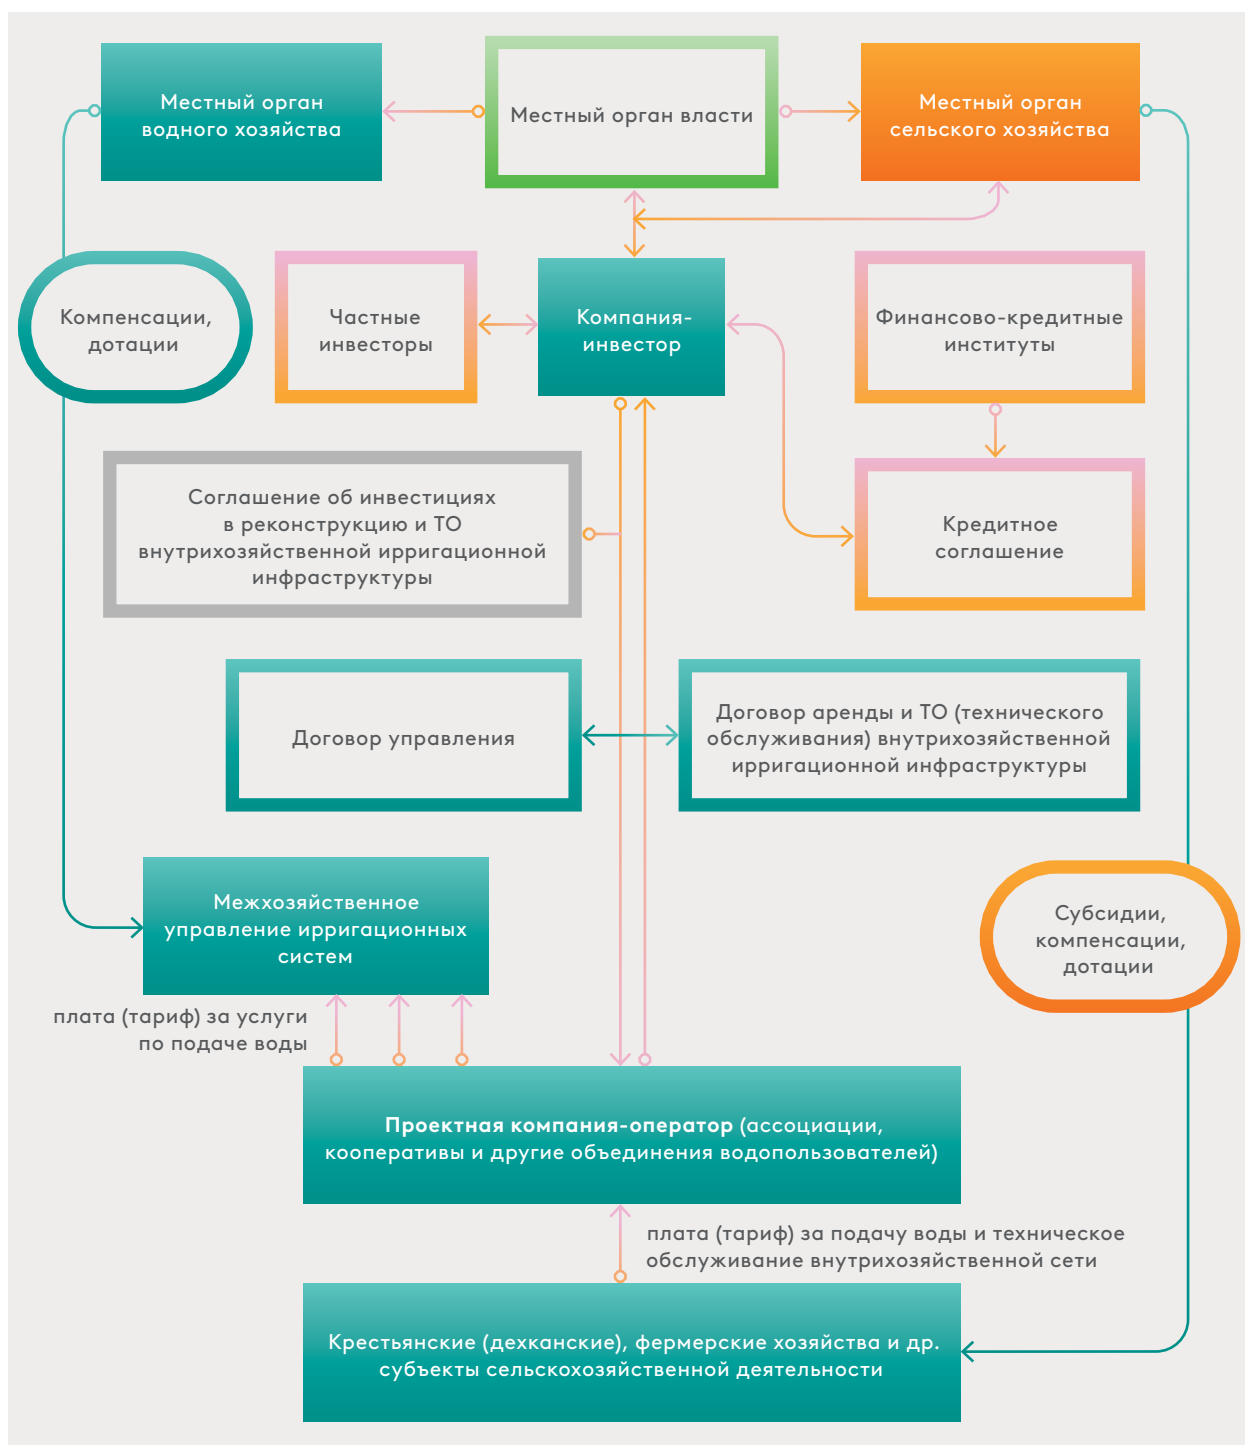 Местный орган
водного хозяйства
Местный орган власти
Местный орган
сельского хозяйства
Компенсации,
дотации
Частные
инвесторы
Компания-
инвестор
Финансово-кредитные
институты
Соглашение об инвестициях
в реконструкцию и ТО
внутрихозяйственной ирригационной
инфраструктуры
Кредитное
соглашение
Договор управления
Договор аренды и ТО (технического
обслуживания) внутрихозяйственной
ирригационной инфраструктуры
Межхозяйственное
управление ирригационных
систем
Субсидии,
компенсации,
дотации
плата (тариф) за услуги
по подаче воды
Проектная компания-оператор (ассоциации,
кооперативы и другие объединения водопользователей)
плата (тариф) за подачу воды и техническое
обслуживание внутрихозяйственной сети
Крестьянские (дехканские), фермерские хозяйства и др.
субъекты сельскохозяйственной деятельности